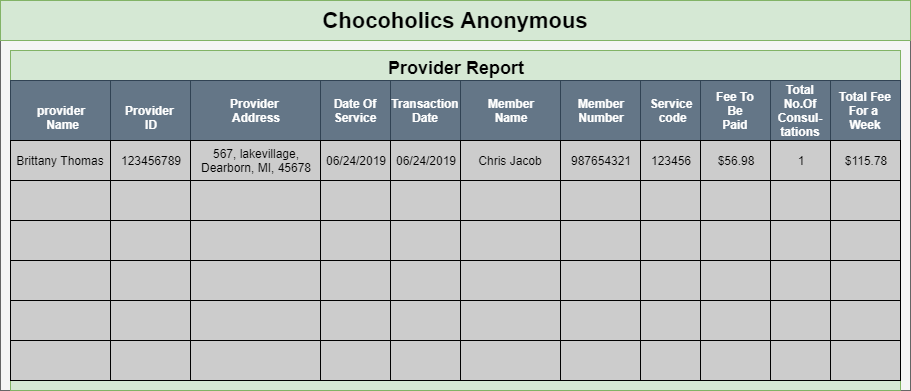 Chocoholics Anonymous
Provider Report
provider
Name
Provider
ID
Provider
Address
Date Of
Service
Transaction
Date
Member
Name
Member
Number
Service
code
Fee To
Be
Paid
Total
No.Of
Consul-
tations
Total Fee
For a
Week
Brittany Thomas
123456789
567, lakevillage,
Dearborn, MI, 45678
06/24/2019
06/24/2019
Chris Jacob
987654321
123456
$56.98
1
$115.78